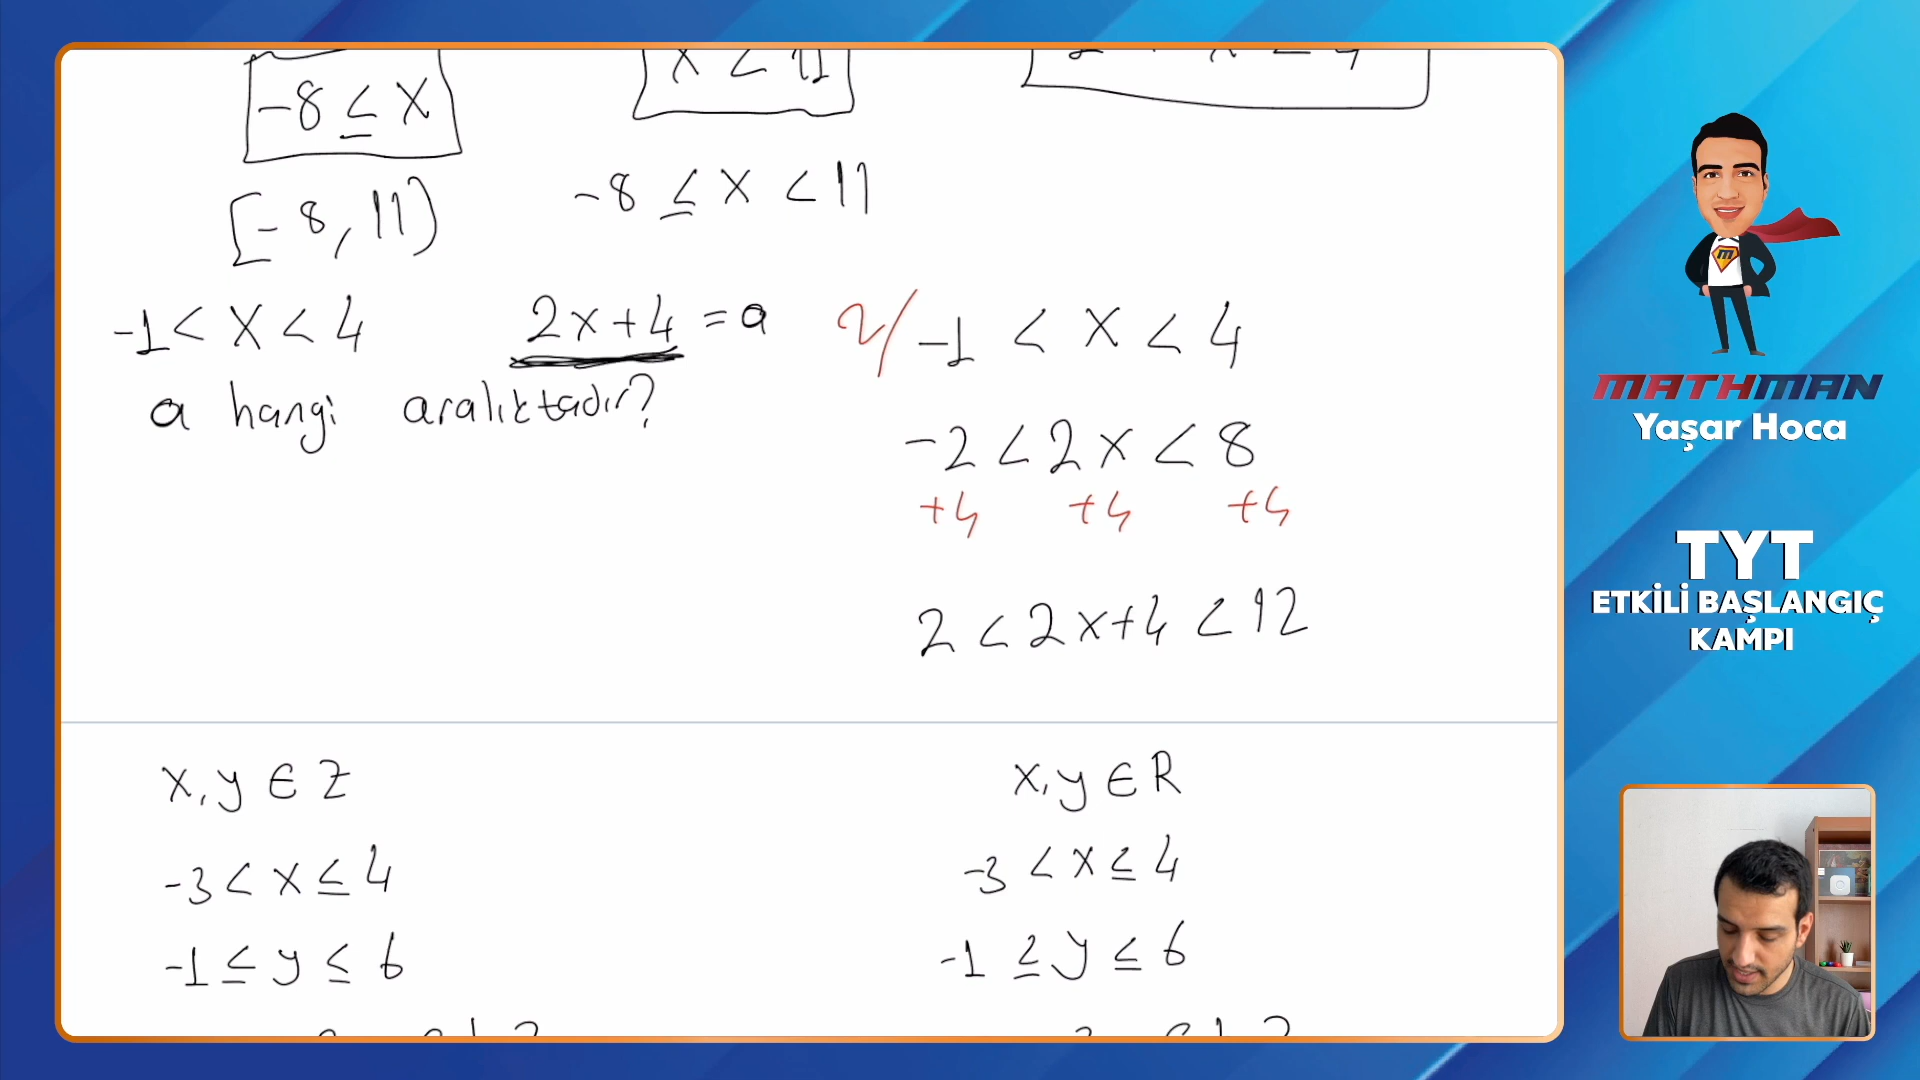 -8 ≤ x
x < 11
[-8, 11)
-8 ≤ x < 11
-1 < x < 4
2x+4 = a
a hangi aralıktadır?
2/ -1 < x < 4
-2 < 2x < 8
+4 +4 +4
2 < 2x+4 < 12
x, y ∈ Z
-3 < x ≤ 4
-1 ≤ y ≤ 6
x, y ∈ R
-3 < x ≤ 4
-1 ≥ y ≤ 6
m
MATHMAN
Yaşar Hoca
TYT
ETKİLİ BAŞLANGIÇ
KAMPI